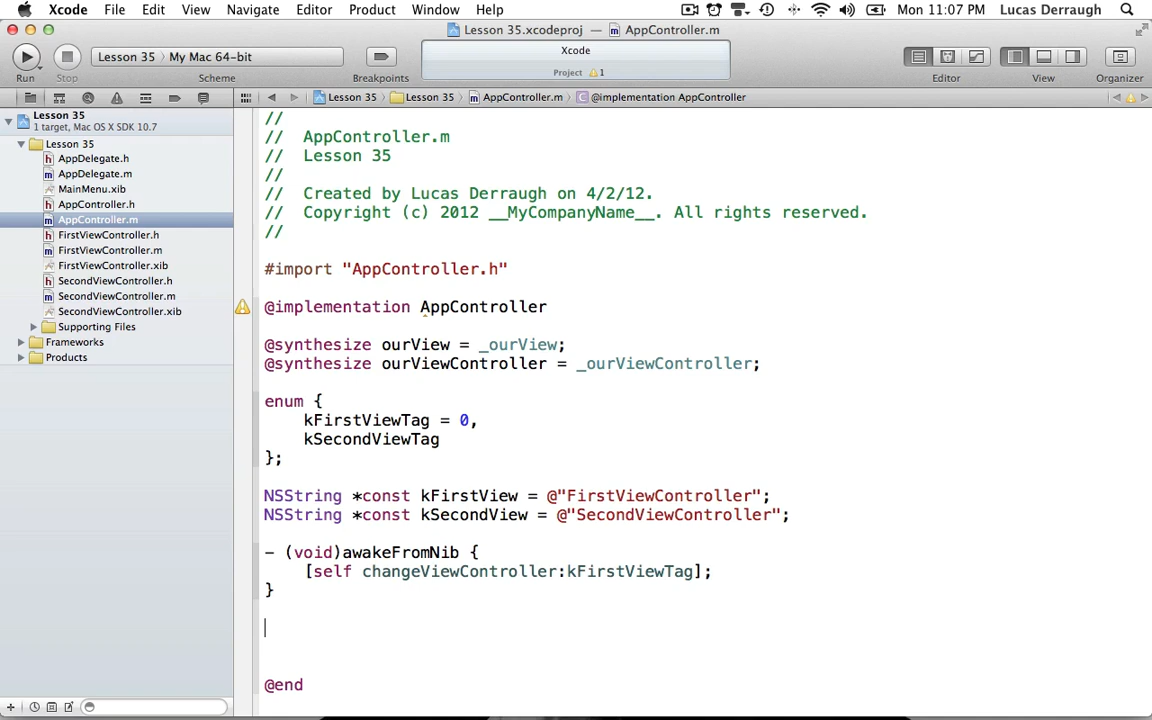 Xcode File Edit View Navigate Editor Product Window Help Mon 11:07 PM Lucas Derraugh
Lesson 35.xcodeproj — AppController.m
Lesson 35 〉 My Mac 64-bit
Xcode
Project 1
Run Stop Scheme Breakpoints Editor View Organizer
Lesson 35 〉 Lesson 35 〉 AppController.m 〉 C @implementation AppController
Lesson 35
1 target, Mac OS X SDK 10.7
Lesson 35
h AppDelegate.h
m AppDelegate.m
MainMenu.xib
h AppController.h
m AppController.m
h FirstViewController.h
m FirstViewController.m
FirstViewController.xib
h SecondViewController.h
m SecondViewController.m
SecondViewController.xib
Supporting Files
Frameworks
Products
//
//  AppController.m
//  Lesson 35
//
//  Created by Lucas Derraugh on 4/2/12.
//  Copyright (c) 2012 __MyCompanyName__. All rights reserved.
//
#import "AppController.h"
@implementation AppController
@synthesize ourView = _ourView;
@synthesize ourViewController = _ourViewController;
enum {
    kFirstViewTag = 0,
    kSecondViewTag
};
NSString *const kFirstView = @"FirstViewController";
NSString *const kSecondView = @"SecondViewController";
- (void)awakeFromNib {
    [self changeViewController:kFirstViewTag];
}
@end